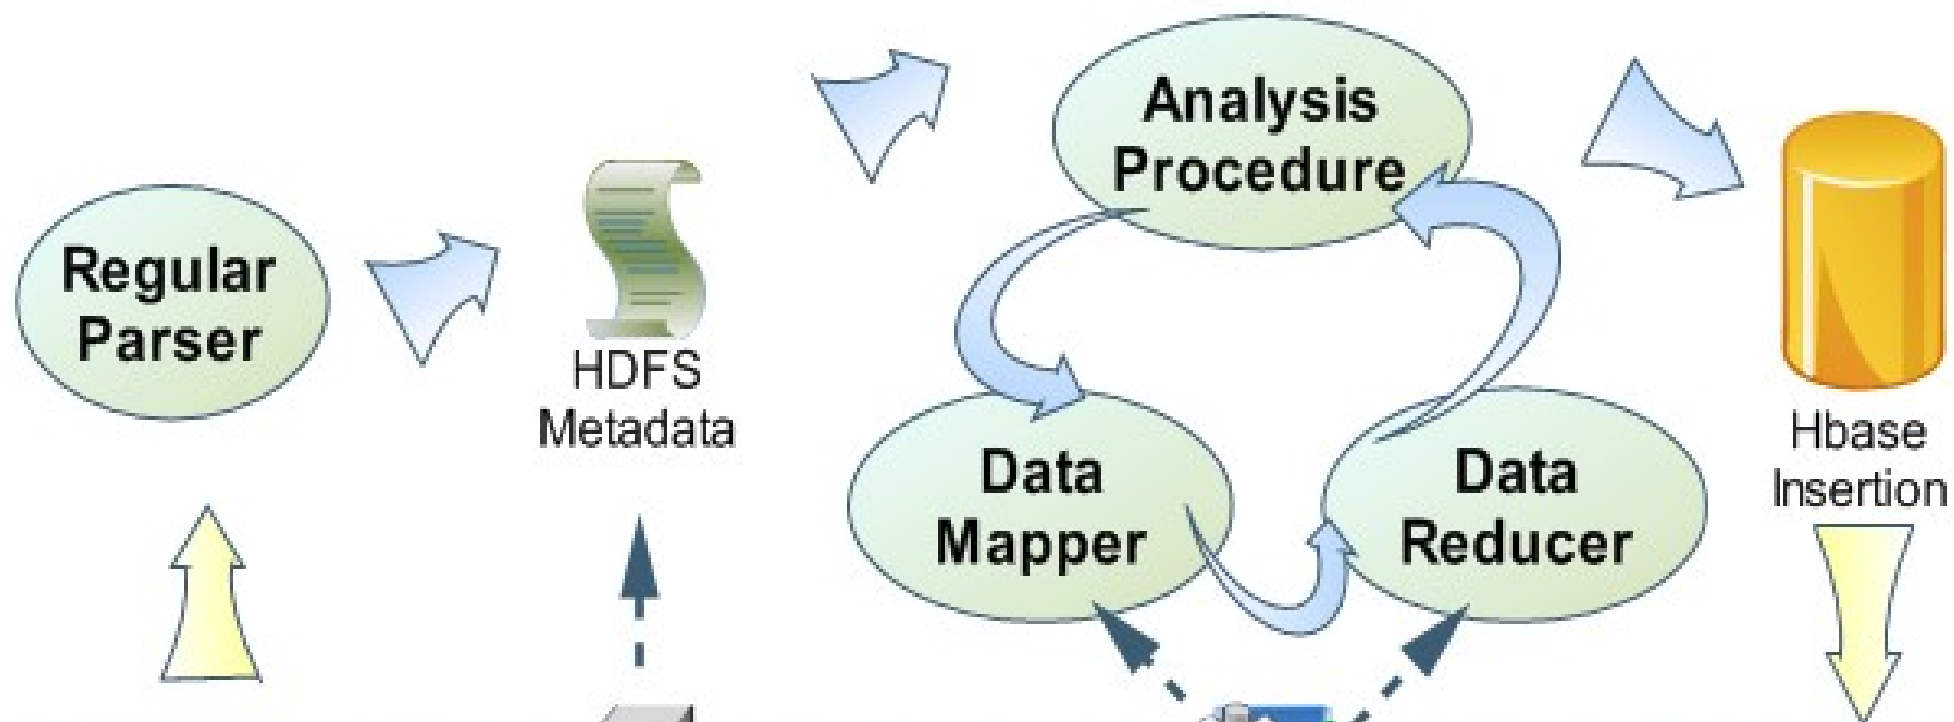 Analysis
Procedure
Regular
Parser
HDFS
Metadata
Hbase
Insertion
Data
Mapper
Data
Reducer